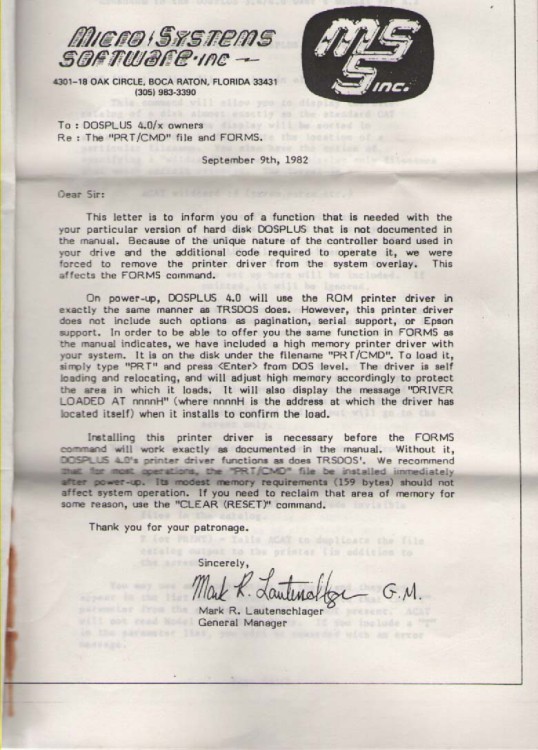 Micro Systems
Software Inc
MSS inc.
4301-18 OAK CIRCLE, BOCA RATON, FLORIDA 33431
(305) 983-3390
To : DOSPLUS 4.0/x owners
Re : The "PRT/CMD" file and FORMS.
September 9th, 1982
Dear Sir:
This letter is to inform you of a function that is needed with the
your particular version of hard disk DOSPLUS that is not documented in
the manual. Because of the unique nature of the controller board used in
your drive and the additional code required to operate it, we were
forced to remove the printer driver from the system overlay. This
affects the FORMS command.
On power-up, DOSPLUS 4.0 will use the ROM printer driver in
exactly the same manner as TRSDOS does. However, this printer driver
does not include such options as pagination, serial support, or Epson
support. In order to be able to offer you the same function in FORMS as
the manual indicates, we have included a high memory printer driver with
your system. It is on the disk under the filename "PRT/CMD". To load it,
simply type "PRT" and press <Enter> from DOS level. The driver is self
loading and relocating, and will adjust high memory accordingly to protect
the area in which it loads. It will also display the message "DRIVER
LOADED AT nnnnH" (where nnnnH is the address at which the driver has
located itself) when it installs to confirm the load.
Installing this printer driver is necessary before the FORMS
command will work exactly as documented in the manual. Without it,
DOSPLUS 4.0's printer driver functions as does TRSDOS'. We recommend
that for most operations, the "PRT/CMD" file be installed immediately
after power-up. Its modest memory requirements (159 bytes) should not
affect system operation. If you need to reclaim that area of memory for
some reason, use the "CLEAR (RESET)" command.
Thank you for your patronage.
Sincerely,
Mark R. Lautenschlager G.M.
Mark R. Lautenschlager
General Manager